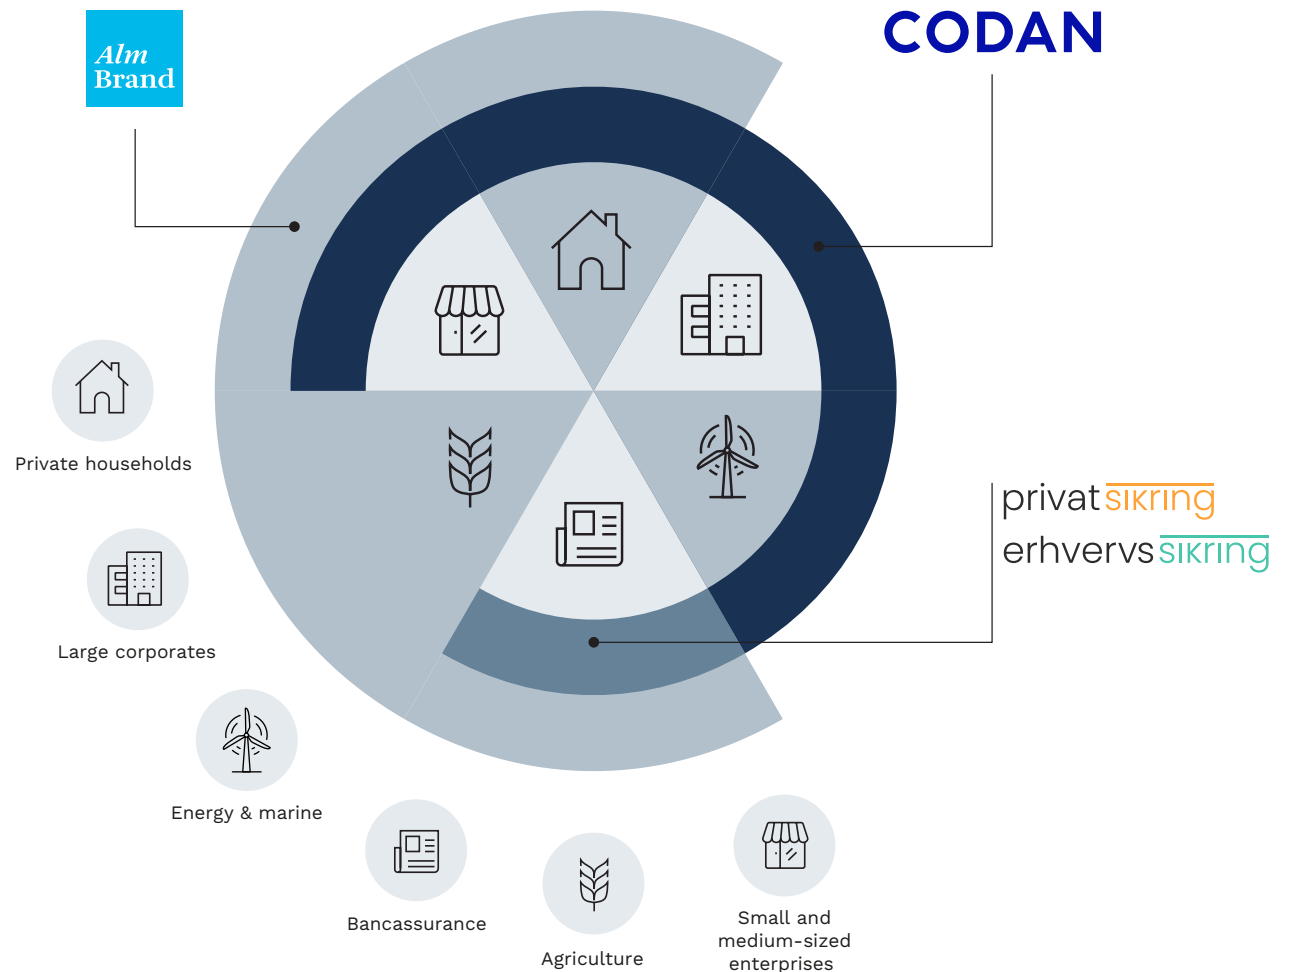 Alm
Brand
CODAN
privatsikring
erhvervssikring
Private households
Large corporates
Energy & marine
Bancassurance
Agriculture
Small and
medium-sized
enterprises